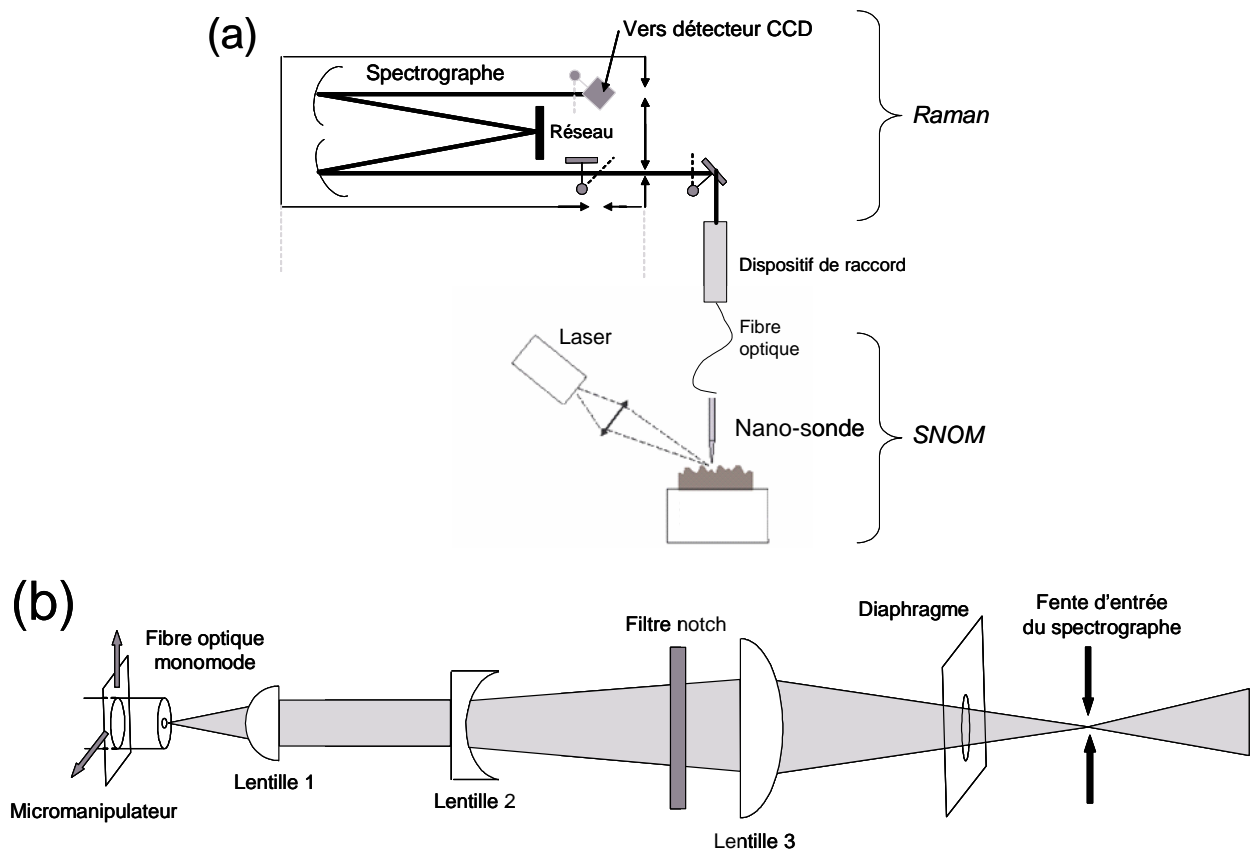 (a)
Vers détecteur CCD
Spectrographe
Réseau
Raman
Dispositif de raccord
Fibre
optique
Laser
Nano-sonde
SNOM
(b)
Fibre optique
monomode
Filtre notch
Diaphragme
Fente d'entrée
du spectrographe
Lentille 1
Lentille 2
Micromanipulateur
Lentille 3